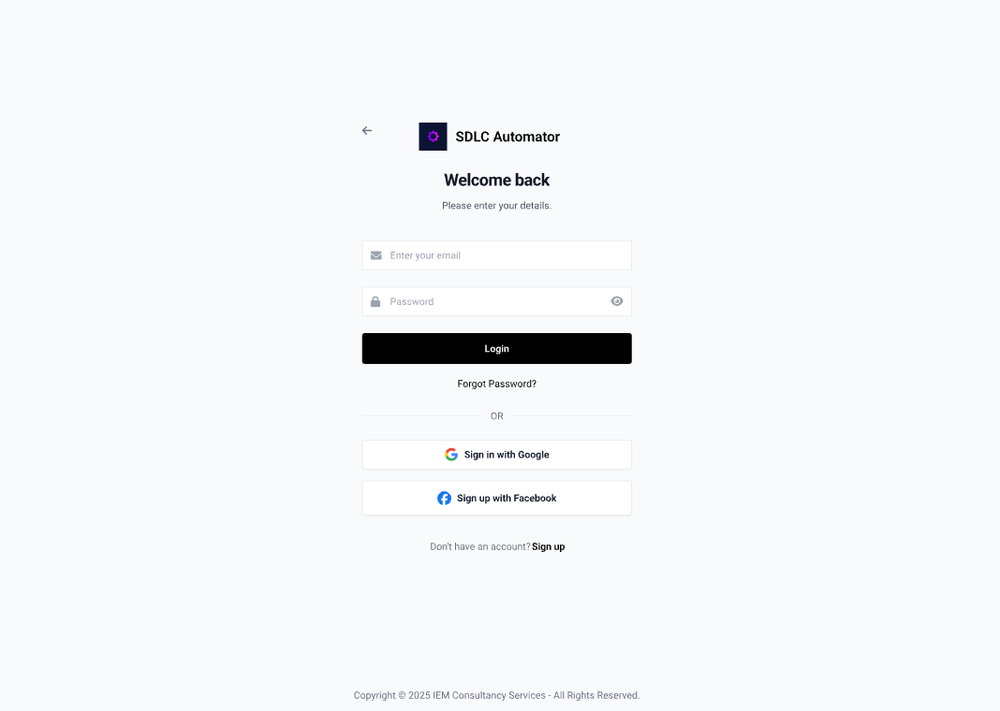 SDLC Automator
Welcome back
Please enter your details.
Enter your email
Password
Login
Forgot Password?
OR
Sign in with Google
Sign up with Facebook
Don't have an account? Sign up
Copyright © 2025 IEM Consultancy Services - All Rights Reserved.